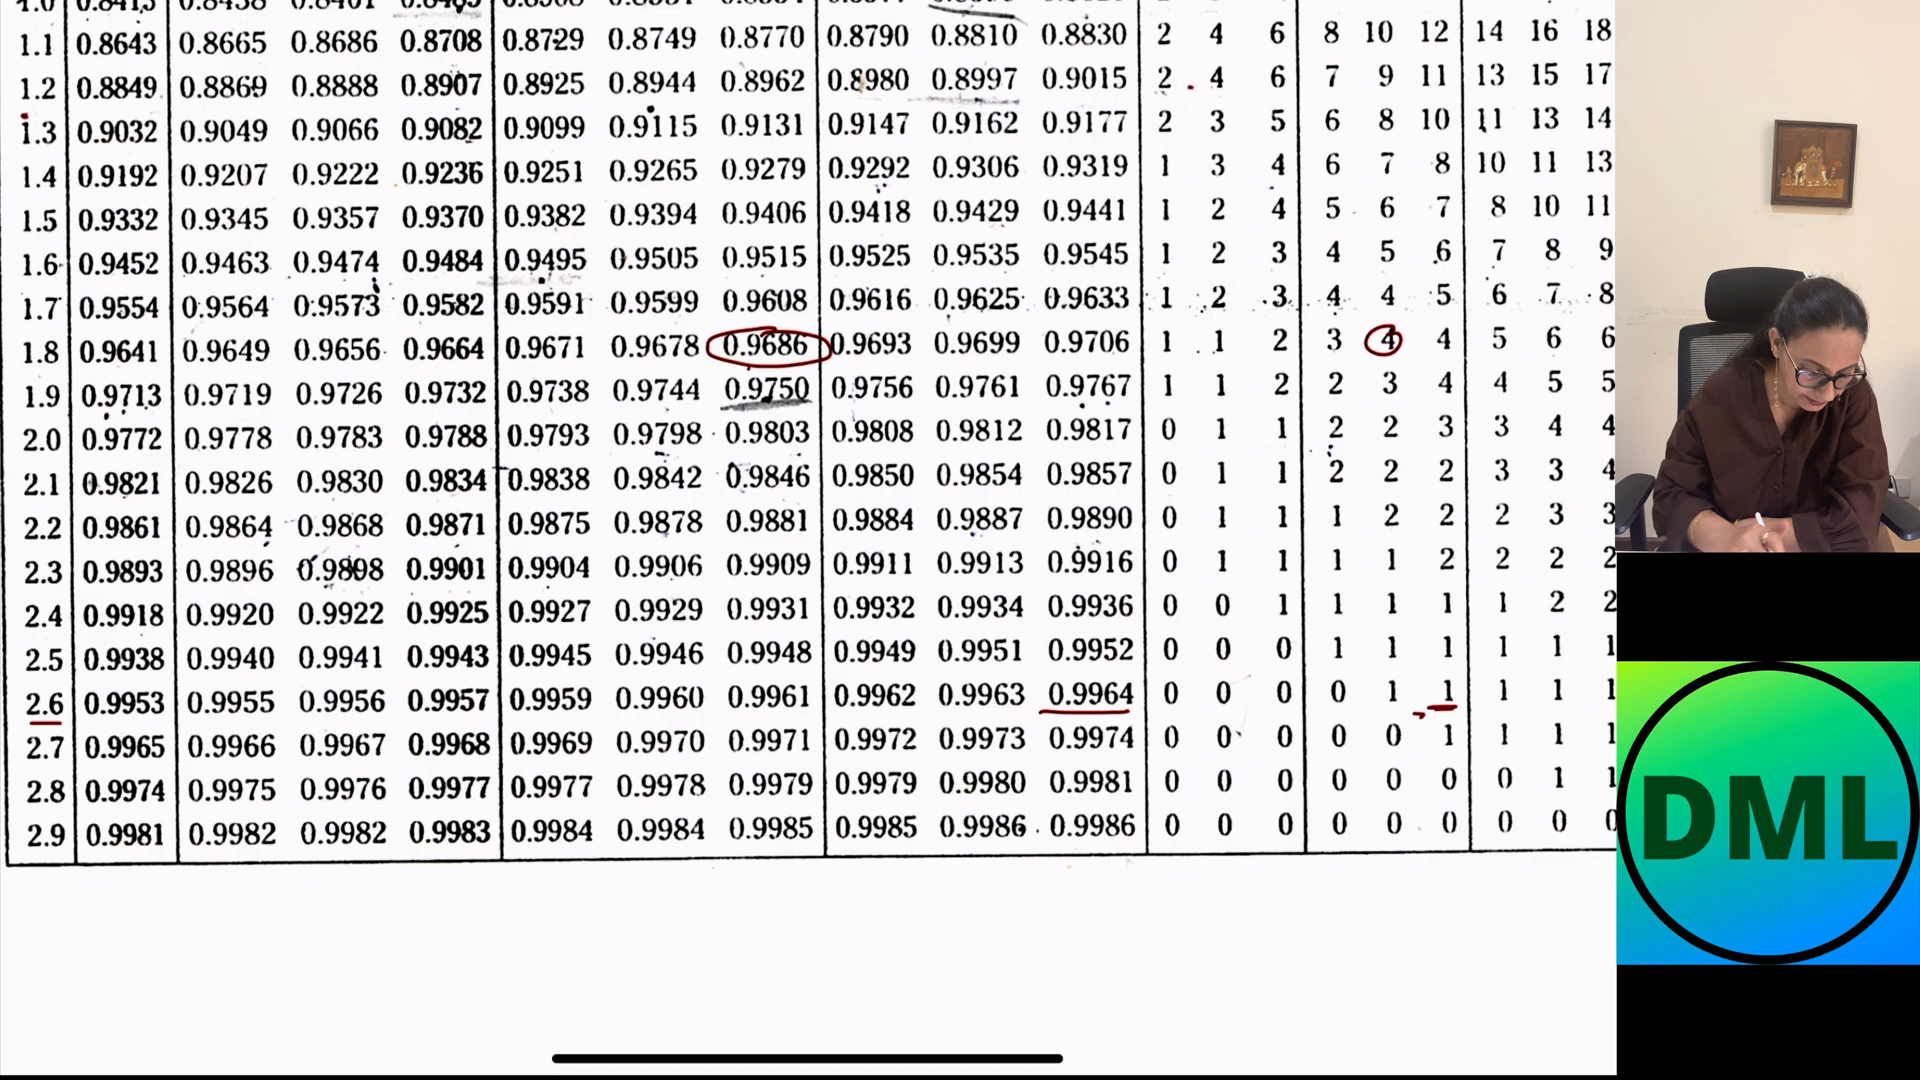 1.1 0.8643 0.8665 0.8686 0.8708 0.8729 0.8749 0.8770 0.8790 0.8810 0.8830 2 4 6 8 10 12 14 16 18
1.2 0.8849 0.8869 0.8888 0.8907 0.8925 0.8944 0.8962 0.8980 0.8997 0.9015 2 4 6 7 9 11 13 15 17
1.3 0.9032 0.9049 0.9066 0.9082 0.9099 0.9115 0.9131 0.9147 0.9162 0.9177 2 3 5 6 8 10 11 13 14
1.4 0.9192 0.9207 0.9222 0.9236 0.9251 0.9265 0.9279 0.9292 0.9306 0.9319 1 3 4 6 7 8 10 11 13
1.5 0.9332 0.9345 0.9357 0.9370 0.9382 0.9394 0.9406 0.9418 0.9429 0.9441 1 2 4 5 6 7 8 10 11
1.6 0.9452 0.9463 0.9474 0.9484 0.9495 0.9505 0.9515 0.9525 0.9535 0.9545 1 2 3 4 5 6 7 8 9
1.7 0.9554 0.9564 0.9573 0.9582 0.9591 0.9599 0.9608 0.9616 0.9625 0.9633 1 2 3 4 4 5 6 7 8
1.8 0.9641 0.9649 0.9656 0.9664 0.9671 0.9678 0.9686 0.9693 0.9699 0.9706 1 1 2 3 4 4 5 6 6
1.9 0.9713 0.9719 0.9726 0.9732 0.9738 0.9744 0.9750 0.9756 0.9761 0.9767 1 1 2 2 3 4 4 5 5
2.0 0.9772 0.9778 0.9783 0.9788 0.9793 0.9798 0.9803 0.9808 0.9812 0.9817 0 1 1 2 2 3 3 4 4
2.1 0.9821 0.9826 0.9830 0.9834 0.9838 0.9842 0.9846 0.9850 0.9854 0.9857 0 1 1 2 2 2 3 3 4
2.2 0.9861 0.9864 0.9868 0.9871 0.9875 0.9878 0.9881 0.9884 0.9887 0.9890 0 1 1 1 2 2 2 3 3
2.3 0.9893 0.9896 0.9898 0.9901 0.9904 0.9906 0.9909 0.9911 0.9913 0.9916 0 1 1 1 1 2 2 2 2
2.4 0.9918 0.9920 0.9922 0.9925 0.9927 0.9929 0.9931 0.9932 0.9934 0.9936 0 0 1 1 1 1 1 2 2
2.5 0.9938 0.9940 0.9941 0.9943 0.9945 0.9946 0.9948 0.9949 0.9951 0.9952 0 0 0 1 1 1 1 1 1
2.6 0.9953 0.9955 0.9956 0.9957 0.9959 0.9960 0.9961 0.9962 0.9963 0.9964 0 0 0 0 1 1 1 1 1
2.7 0.9965 0.9966 0.9967 0.9968 0.9969 0.9970 0.9971 0.9972 0.9973 0.9974 0 0 0 0 0 1 1 1 1
2.8 0.9974 0.9975 0.9976 0.9977 0.9977 0.9978 0.9979 0.9979 0.9980 0.9981 0 0 0 0 0 0 0 1 1
2.9 0.9981 0.9982 0.9982 0.9983 0.9984 0.9984 0.9985 0.9985 0.9986 0.9986 0 0 0 0 0 0 0 0 0
DML